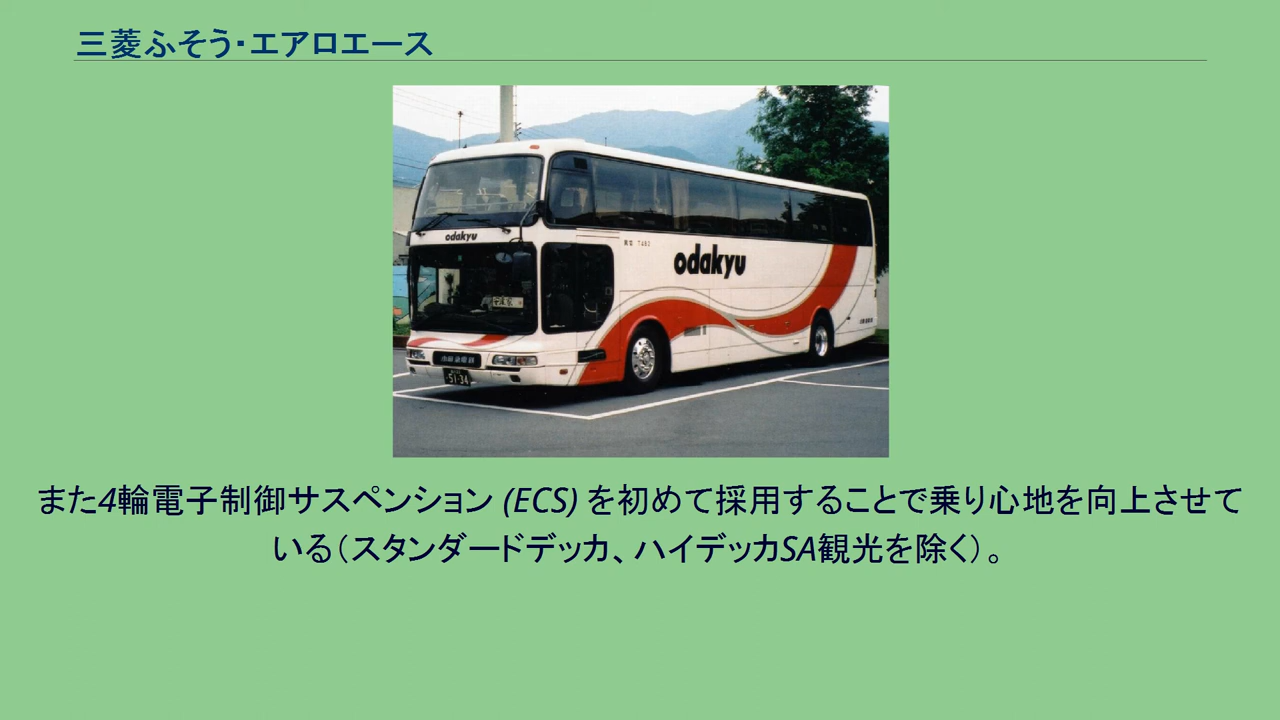 三菱ふそう・エアロエース
odakyu
odakyu
5134
また4輪電子制御サスペンション (ECS) を初めて採用することで乗り心地を向上させて
いる（スタンダードデッカ、ハイデッカSA観光を除く）。